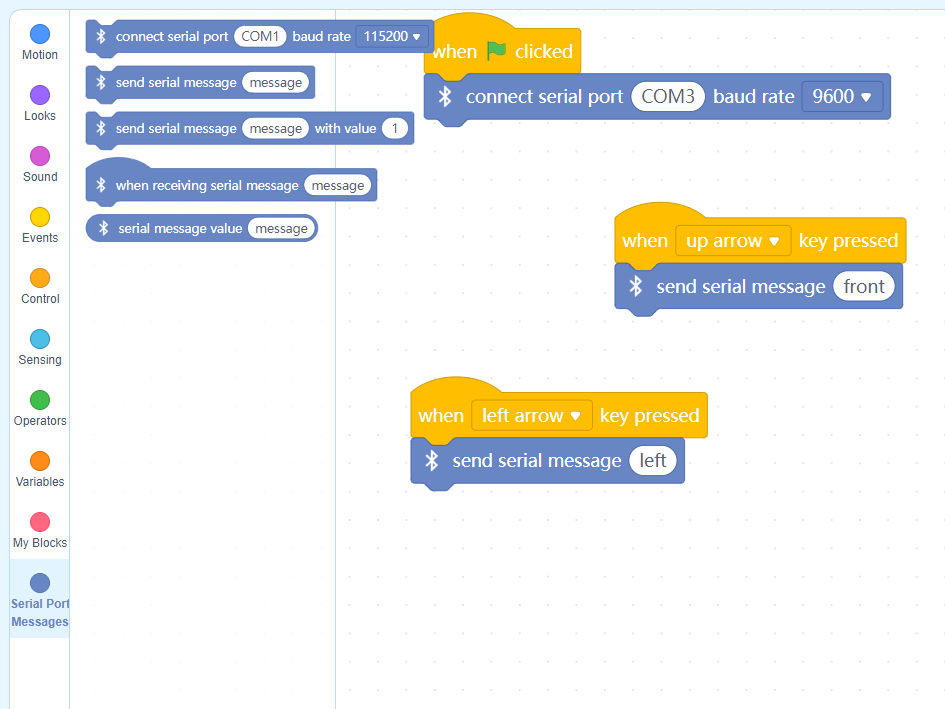 Motion
Looks
Sound
Events
Control
Sensing
Operators
Variables
My Blocks
Serial Port
Messages
connect serial port COM1 baud rate 115200
send serial message message
send serial message message with value 1
when receiving serial message message
serial message value message
when clicked
connect serial port COM3 baud rate 9600
when up arrow key pressed
send serial message front
when left arrow key pressed
send serial message left